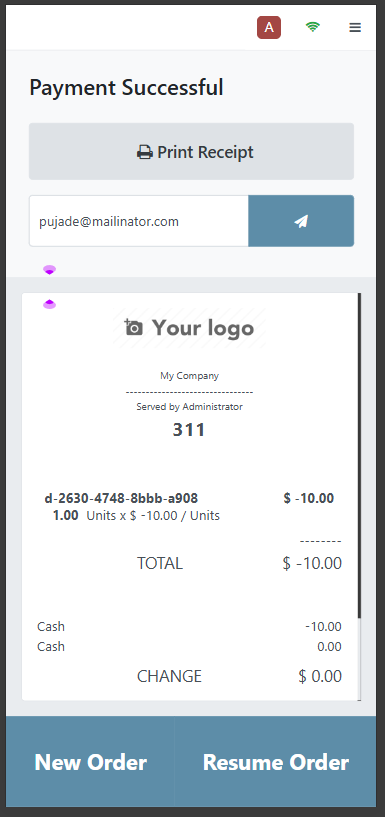 A
Payment Successful
Print Receipt
pujade@mailinator.com
Your logo
My Company
--------------------------------
Served by Administrator
311
d-2630-4748-8bbb-a908 $ -10.00
1.00 Units x $ -10.00 / Units
--------
TOTAL $ -10.00
Cash -10.00
Cash 0.00
CHANGE $ 0.00
New Order Resume Order